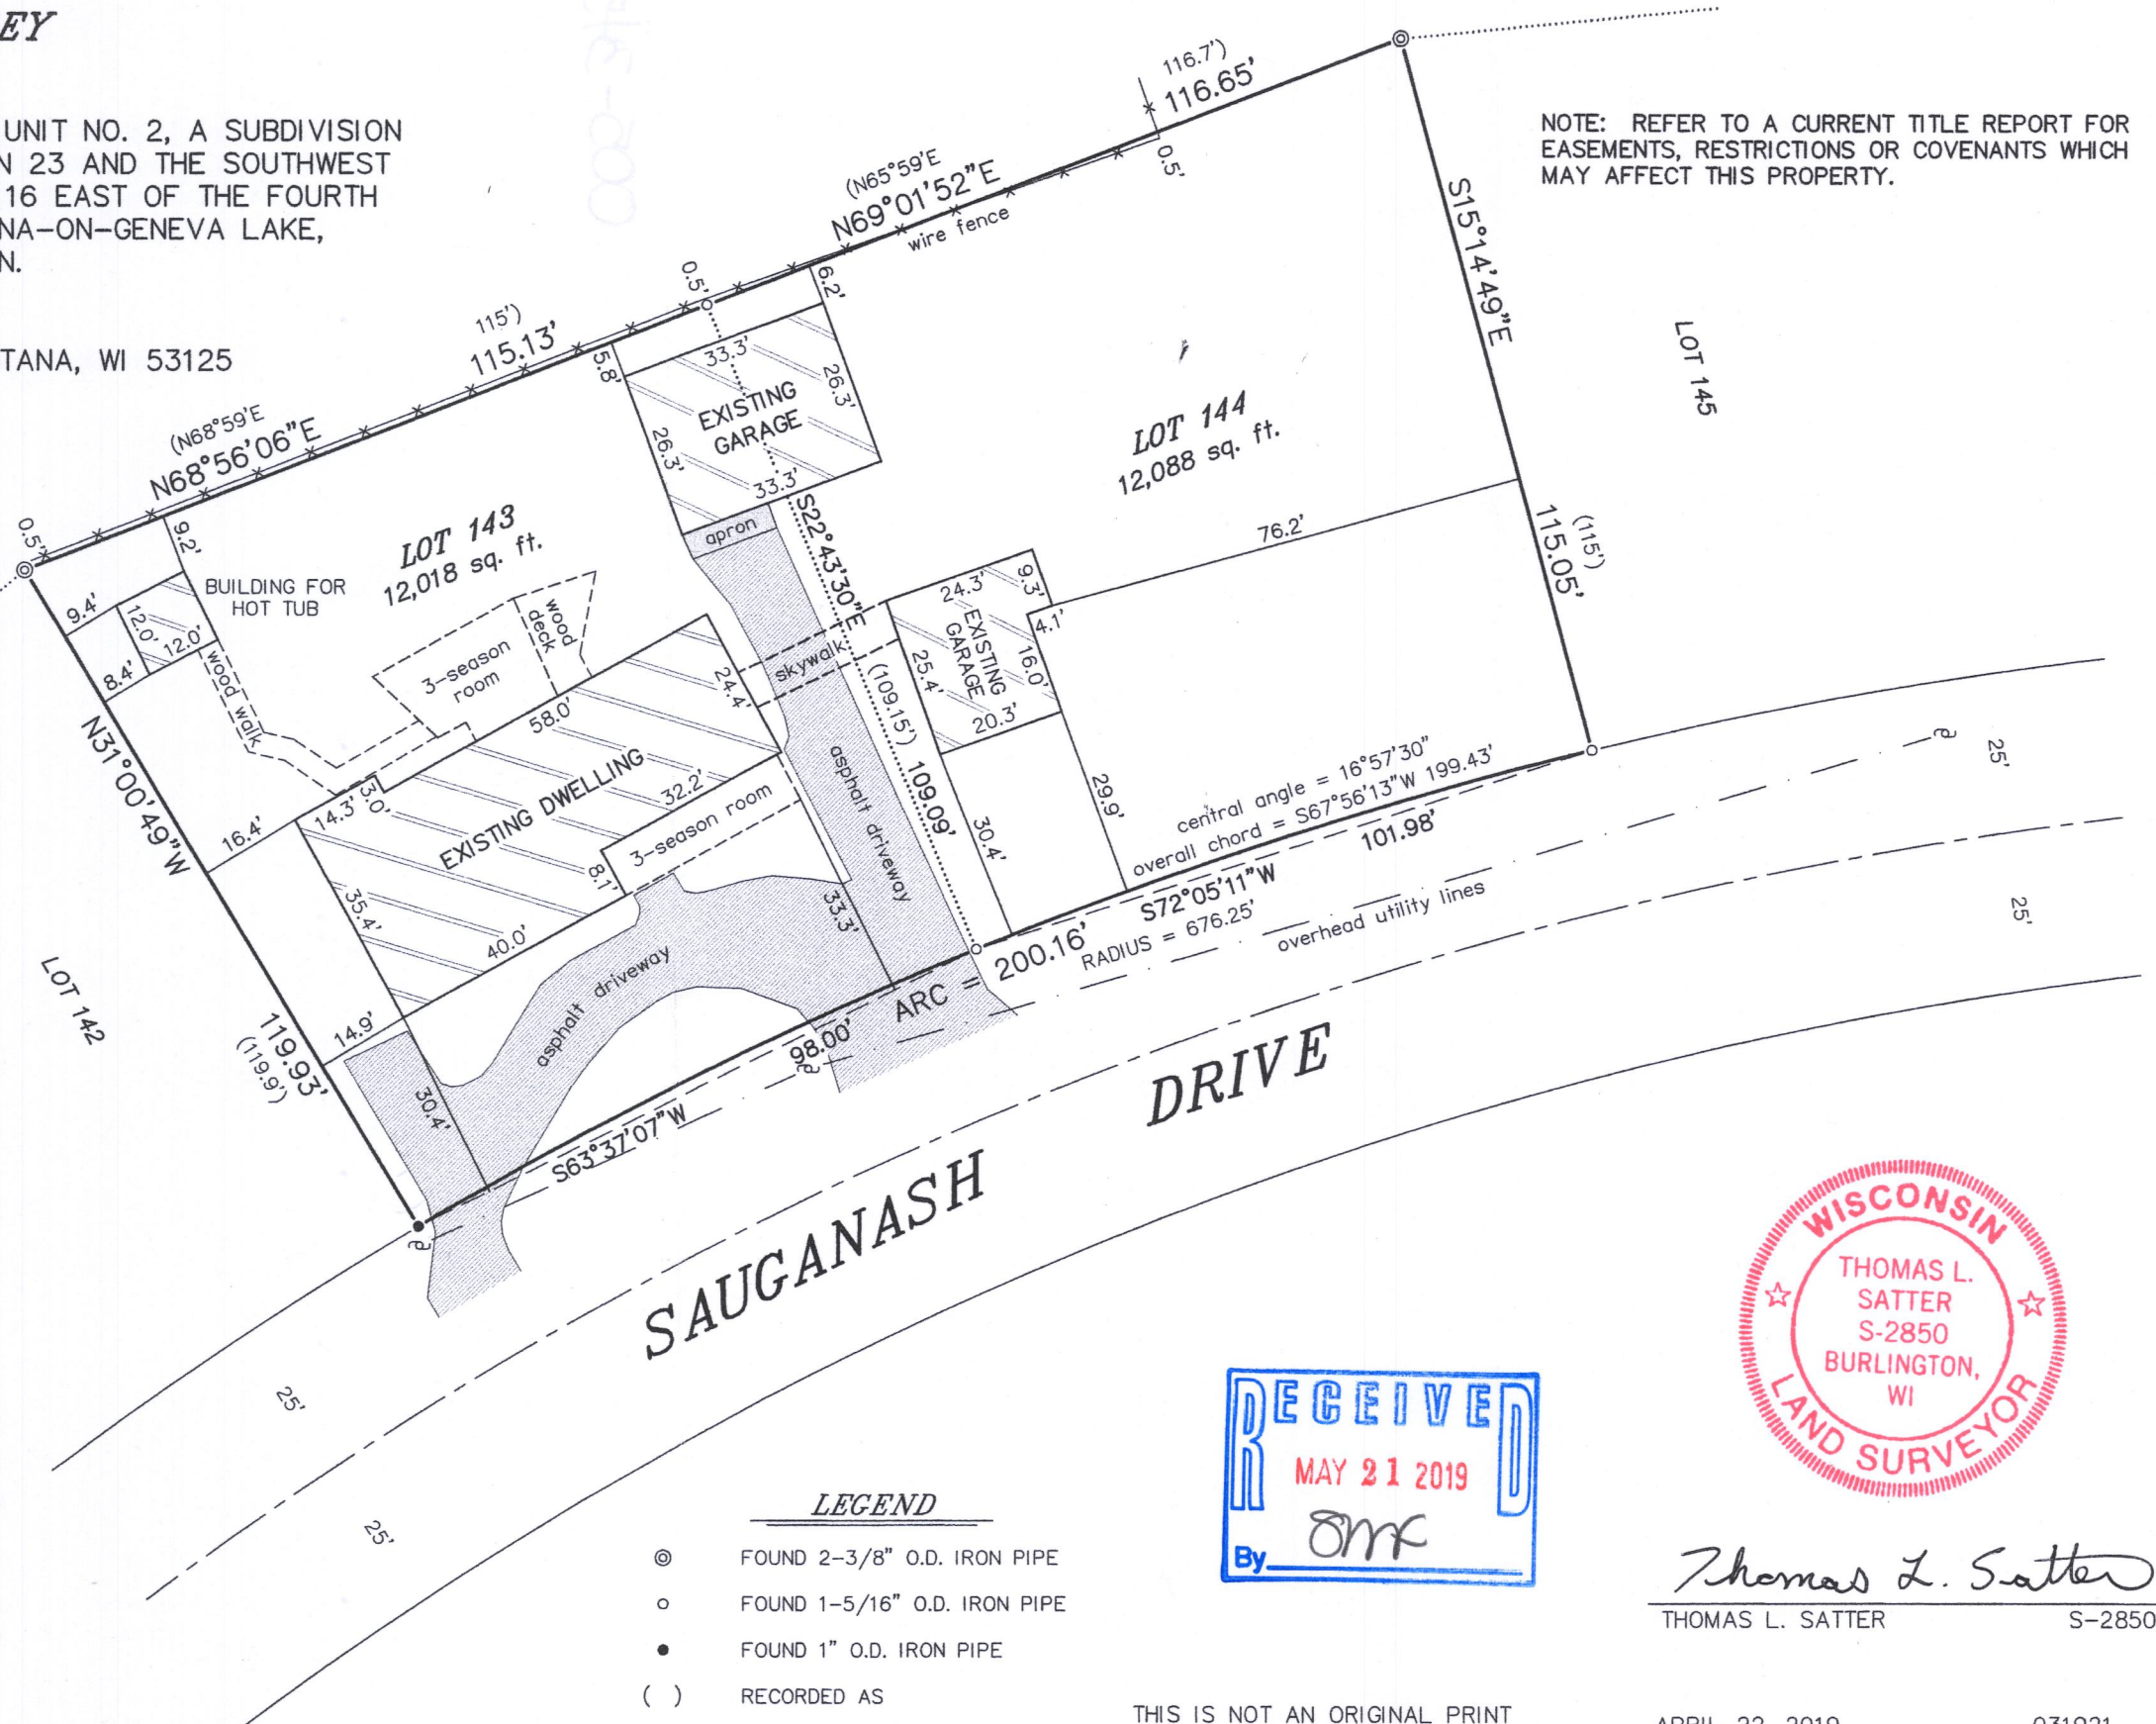 EY
UNIT NO. 2, A SUBDIVISION
N 23 AND THE SOUTHWEST
16 EAST OF THE FOURTH
NA-ON-GENEVA LAKE,
N.
TANA, WI 53125
NOTE: REFER TO A CURRENT TITLE REPORT FOR
EASEMENTS, RESTRICTIONS OR COVENANTS WHICH
MAY AFFECT THIS PROPERTY.
116.7')
116.65'
0.5'
(N65°59'E
N69°01'52"E
wire fence
0.5'
6.2'
115')
115.13'
5.8'
(N68°59'E
N68°56'06"E
0.5'
9.2'
33.3'
26.3'
EXISTING
GARAGE
26.3'
33.3'
apron
S15°14'49"E
LOT 145
LOT 144
12,088 sq. ft.
76.2'
(115')
115.05'
LOT 143
12,018 sq. ft.
BUILDING FOR
HOT TUB
9.4'
12.0'
12.0'
8.4'
wood walk
3-season
room
wood
deck
S22°43'30"E
skywalk
(109.15')
109.09'
24.3'
9.3'
4.1'
EXISTING
GARAGE
25.4'
16.0'
20.3'
29.9'
30.4'
58.0'
24.4'
14.3'
3.0'
16.4'
EXISTING DWELLING
32.2'
3-season room
8.1'
35.4'
40.0'
33.3'
asphalt driveway
asphalt driveway
N31°00'49"W
119.93'
(119.9')
LOT 142
14.9'
30.4'
central angle = 16°57'30"
overall chord = S67°56'13"W 199.43'
101.98'
S72°05'11"W
RADIUS = 676.25'
ARC = 200.16'
overhead utility lines
98.00'
S63°37'07"W
25'
25'
25'
25'
SAUGANASH DRIVE
WISCONSIN
THOMAS L.
SATTER
S-2850
BURLINGTON,
WI
LAND SURVEYOR
RECEIVED
MAY 21 2019
By
LEGEND
FOUND 2-3/8" O.D. IRON PIPE
FOUND 1-5/16" O.D. IRON PIPE
FOUND 1" O.D. IRON PIPE
( ) RECORDED AS
Thomas L. Satter
THOMAS L. SATTER S-2850
THIS IS NOT AN ORIGINAL PRINT
APRIL 22, 2019